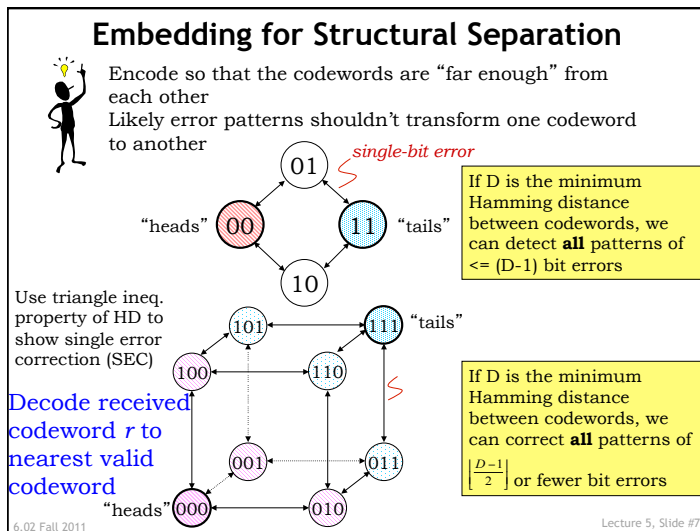 Embedding for Structural Separation
Encode so that the codewords are “far enough” from
each other
Likely error patterns shouldn’t transform one codeword
to another
single-bit error
01
“heads”
00
11
“tails”
10
If D is the minimum
Hamming distance
between codewords, we
can detect all patterns of
<= (D-1) bit errors
Use triangle ineq.
property of HD to
show single error
correction (SEC)
101
111
“tails”
100
110
Decode received
codeword r to
nearest valid
codeword
001
011
“heads”
000
010
If D is the minimum
Hamming distance
between codewords, we
can correct all patterns of
⌊(D−1)/2⌋ or fewer bit errors
6.02 Fall 2011
Lecture 5, Slide #7